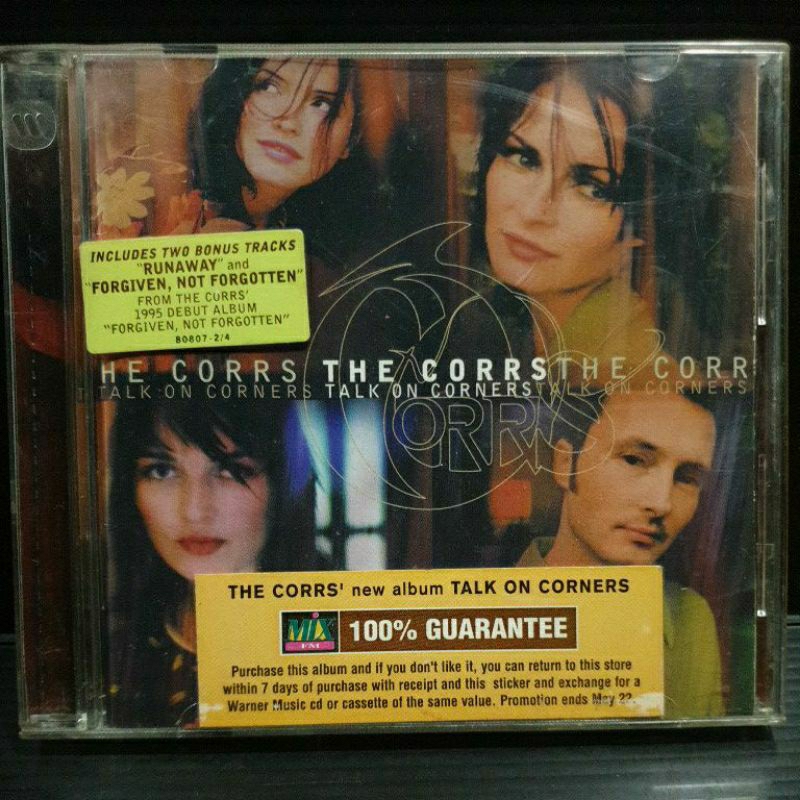 INCLUDES TWO BONUS TRACKS
"RUNAWAY" and
"FORGIVEN, NOT FORGOTTEN"
FROM THE CORRS'
1995 DEBUT ALBUM
"FORGIVEN, NOT FORGOTTEN"
80807-2/4
HE CORRS THE CORRS THE CORR
TALK ON CORNERS TALK ON CORNERS TALK ON CORNERS
CORRS
THE CORRS' new album TALK ON CORNERS
MIX FM 100% GUARANTEE
Purchase this album and if you don't like it, you can return to this store
within 7 days of purchase with receipt and this sticker and exchange for a
Warner Music cd or cassette of the same value. Promotion ends May 22.